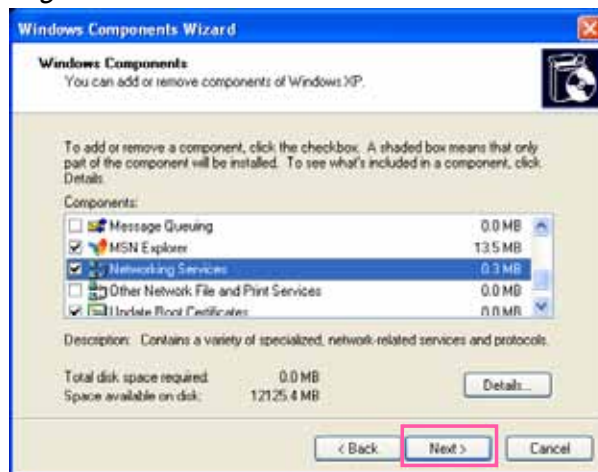 Windows Components Wizard
Windows Components
You can add or remove components of Windows XP.
To add or remove a component, click the checkbox. A shaded box means that only
part of the component will be installed. To see what's included in a component, click
Details.
Components:
Message Queuing 0.0 MB
MSN Explorer 13.5 MB
Networking Services 0.3 MB
Other Network File and Print Services 0.0 MB
Update Root Certificates 0.0 MB
Description: Contains a variety of specialized, network-related services and protocols.
Total disk space required: 0.0 MB
Space available on disk: 12125.4 MB
Details...
< Back Next > Cancel